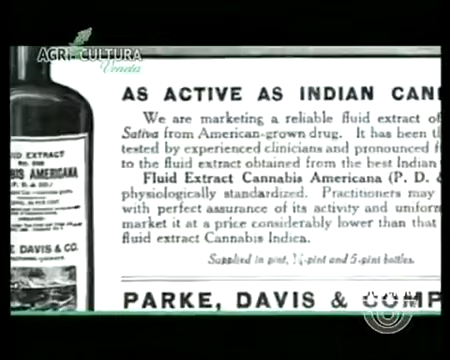 AGRI CULTURA
Veneta
AS ACTIVE AS INDIAN CAN
We are marketing a reliable fluid extract of
Sativa from American-grown drug. It has been t
tested by experienced clinicians and pronounced f
to the fluid extract obtained from the best Indian
Fluid Extract Cannabis Americana (P. D. &
physiologically standardized. Practitioners may
with perfect assurance of its activity and uniform
market it at a price considerably lower than that
fluid extract Cannabis Indica.
Supplied in pint, ¼-pint and 5-pint bottles.
PARKE, DAVIS & COMP
ID EXTRACT
BIS AMERICANA
(P. D. & CO.)
E DAVIS & CO.